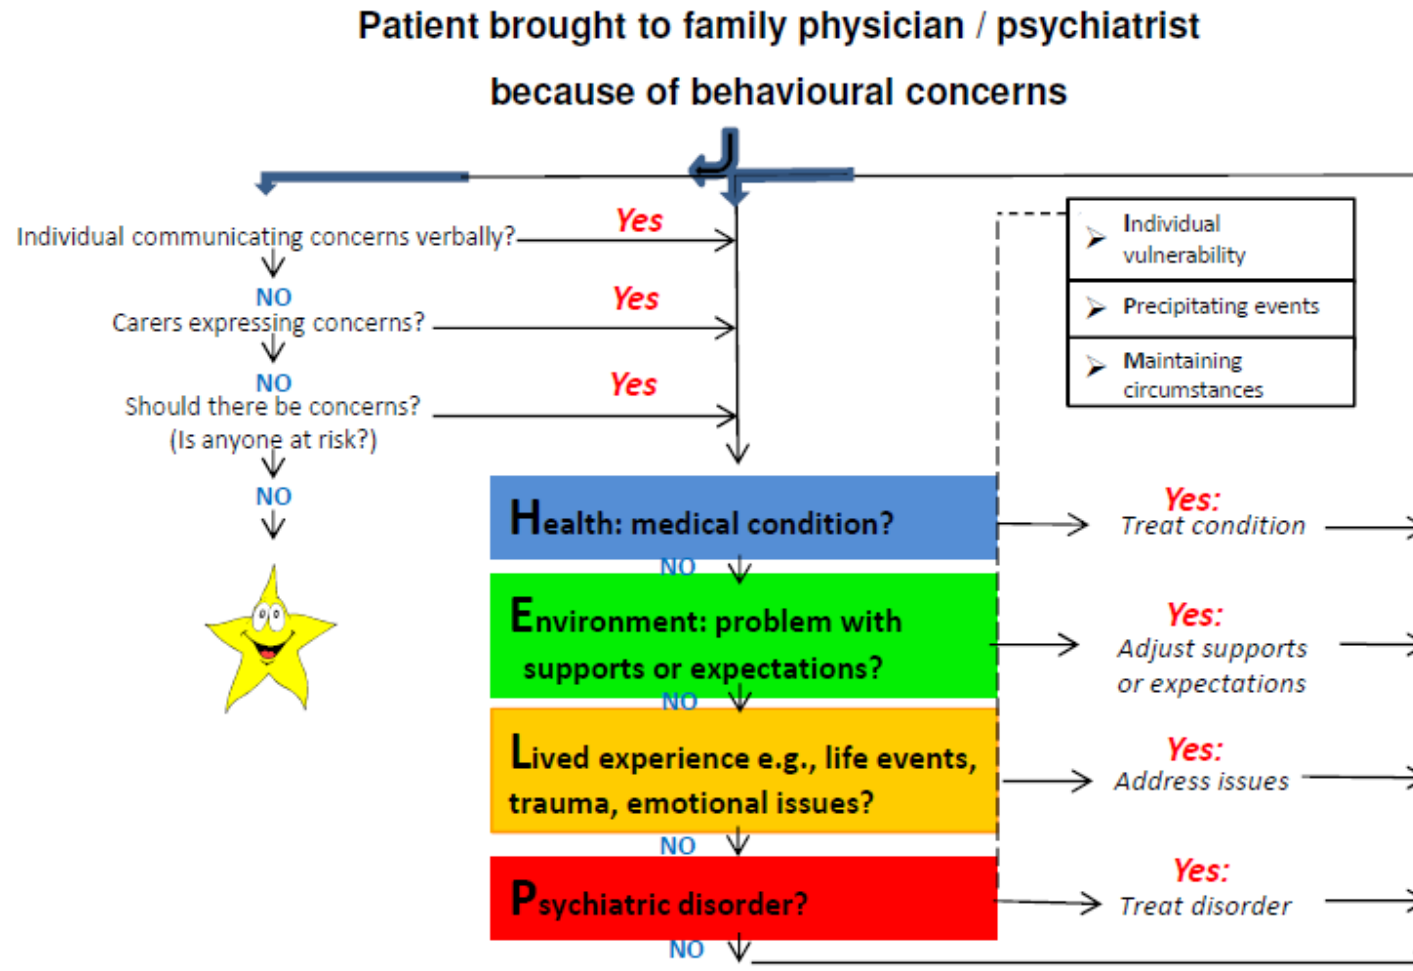 Patient brought to family physician / psychiatrist
because of behavioural concerns
Individual communicating concerns verbally?
Yes
NO
Carers expressing concerns?
Yes
NO
Should there be concerns?
(Is anyone at risk?)
Yes
NO
➢ Individual
vulnerability
➢ Precipitating events
➢ Maintaining
circumstances
Health: medical condition?
Yes:
Treat condition
NO
Environment: problem with
supports or expectations?
Yes:
Adjust supports
or expectations
NO
Lived experience e.g., life events,
trauma, emotional issues?
Yes:
Address issues
NO
Psychiatric disorder?
Yes:
Treat disorder
NO